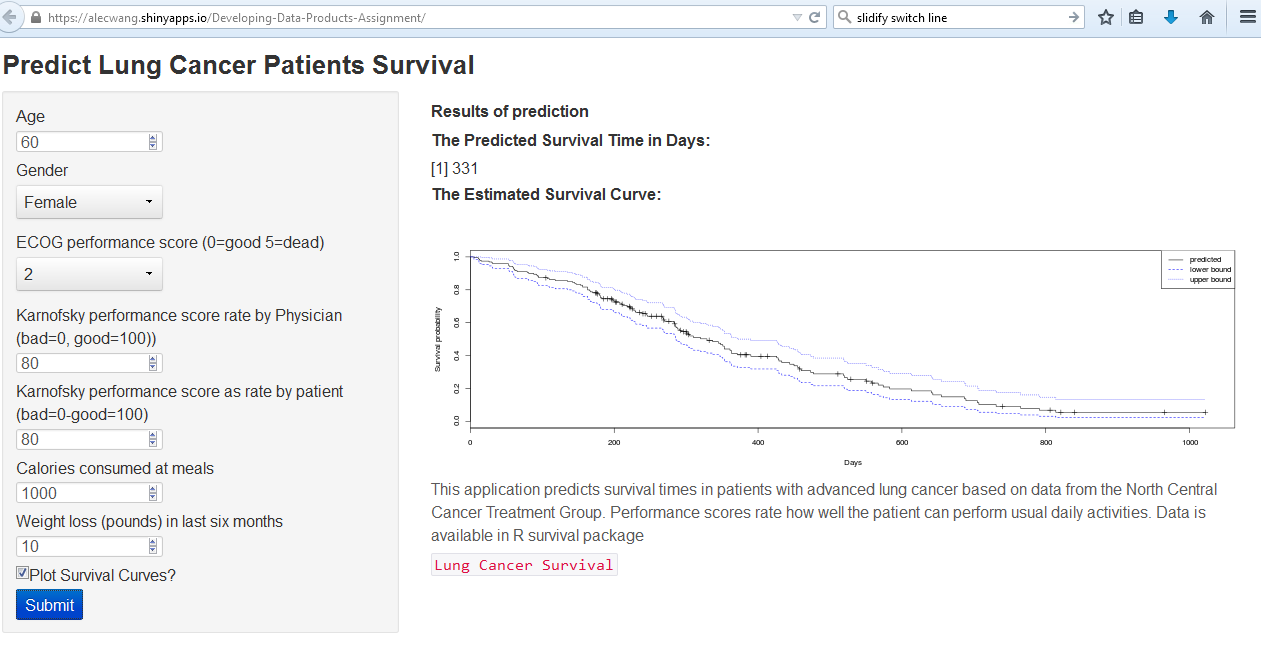 https://alecwang.shinyapps.io/Developing-Data-Products-Assignment/
slidify switch line
Predict Lung Cancer Patients Survival
Age
60
Gender
Female
ECOG performance score (0=good 5=dead)
2
Karnofsky performance score rate by Physician
(bad=0, good=100))
80
Karnofsky performance score as rate by patient
(bad=0-good=100)
80
Calories consumed at meals
1000
Weight loss (pounds) in last six months
10
Plot Survival Curves?
Submit
Results of prediction
The Predicted Survival Time in Days:
[1] 331
The Estimated Survival Curve:
predicted
lower bound
upper bound
Survival probability
1.0
0.8
0.6
0.4
0.2
0.0
0 200 400 600 800 1000
Days
This application predicts survival times in patients with advanced lung cancer based on data from the North Central
Cancer Treatment Group. Performance scores rate how well the patient can perform usual daily activities. Data is
available in R survival package
Lung Cancer Survival